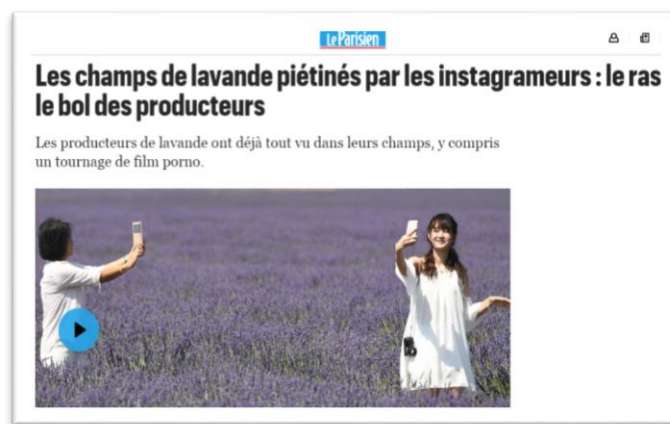 Le Parisien
Les champs de lavande piétinés par les instagrameurs : le ras
le bol des producteurs
Les producteurs de lavande ont déjà tout vu dans leurs champs, y compris
un tournage de film porno.